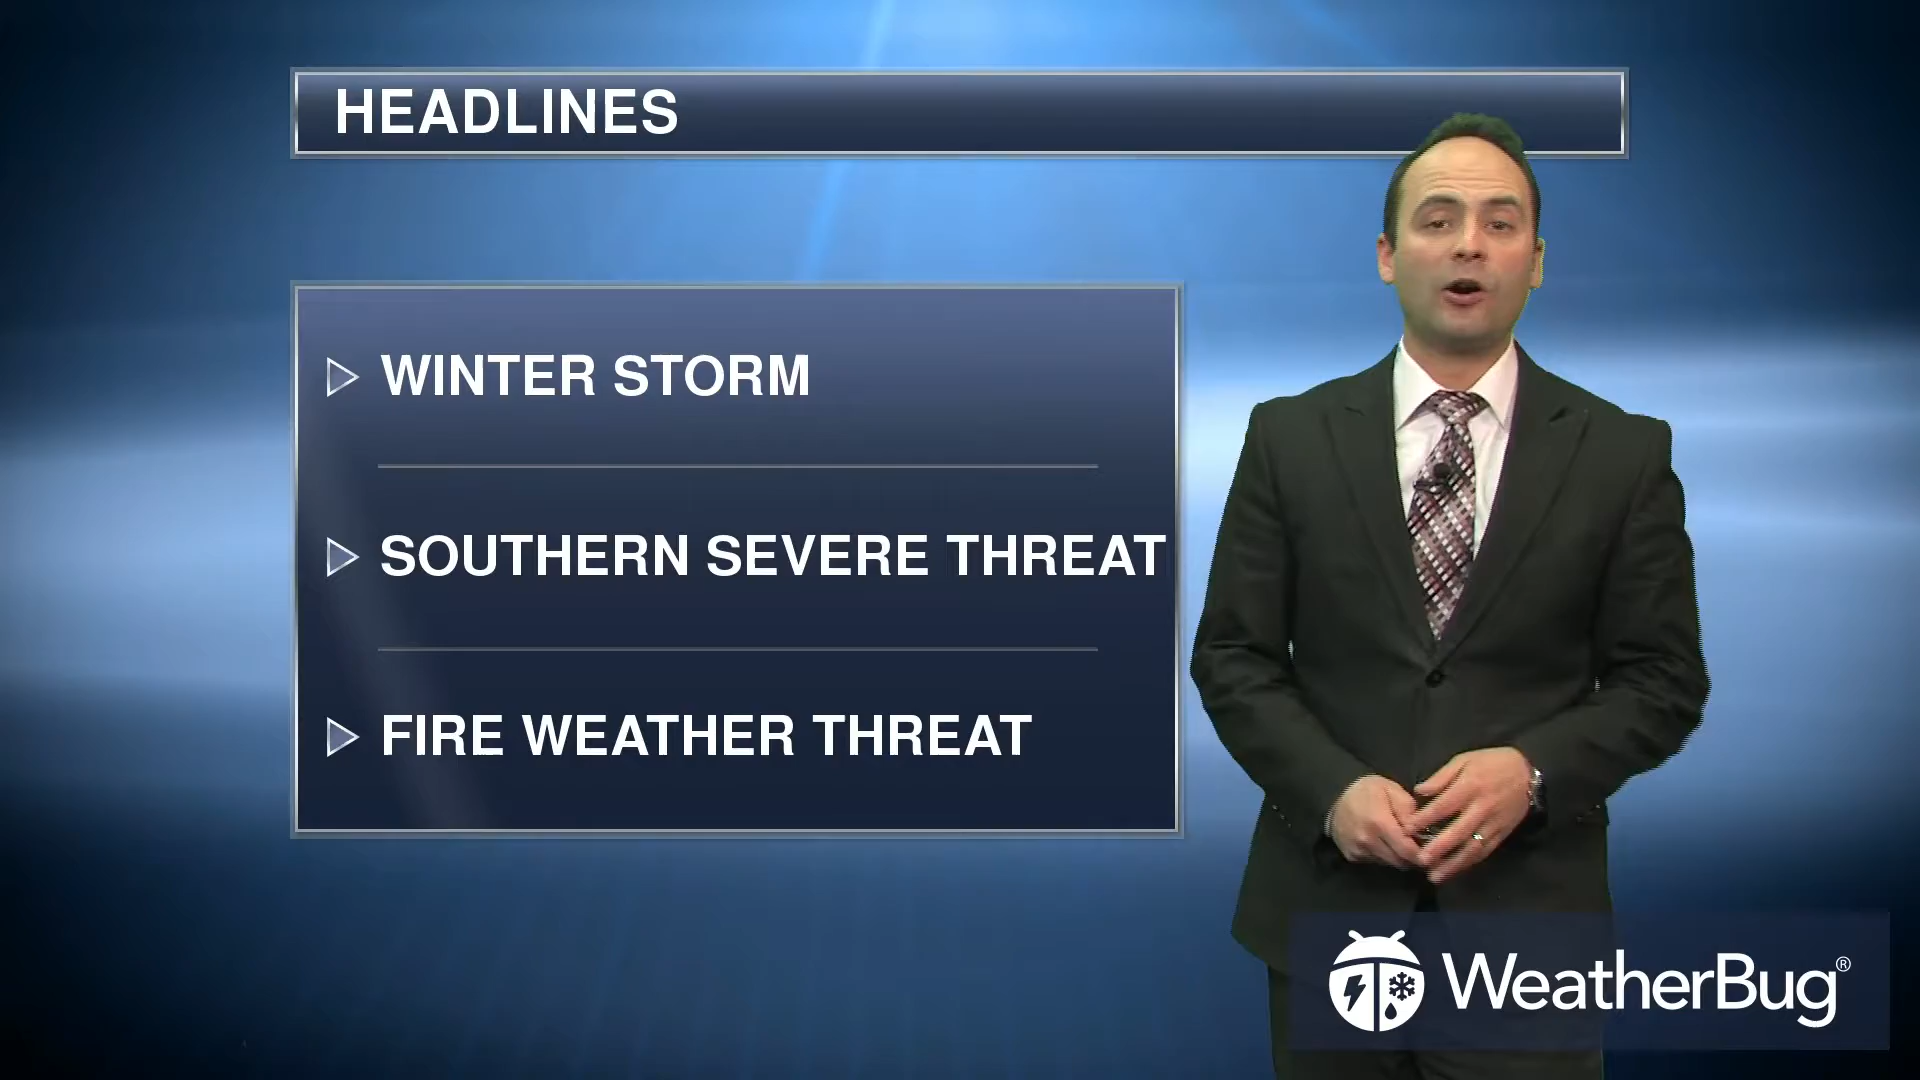 HEADLINES
WINTER STORM
SOUTHERN SEVERE THREAT
FIRE WEATHER THREAT
WeatherBug®